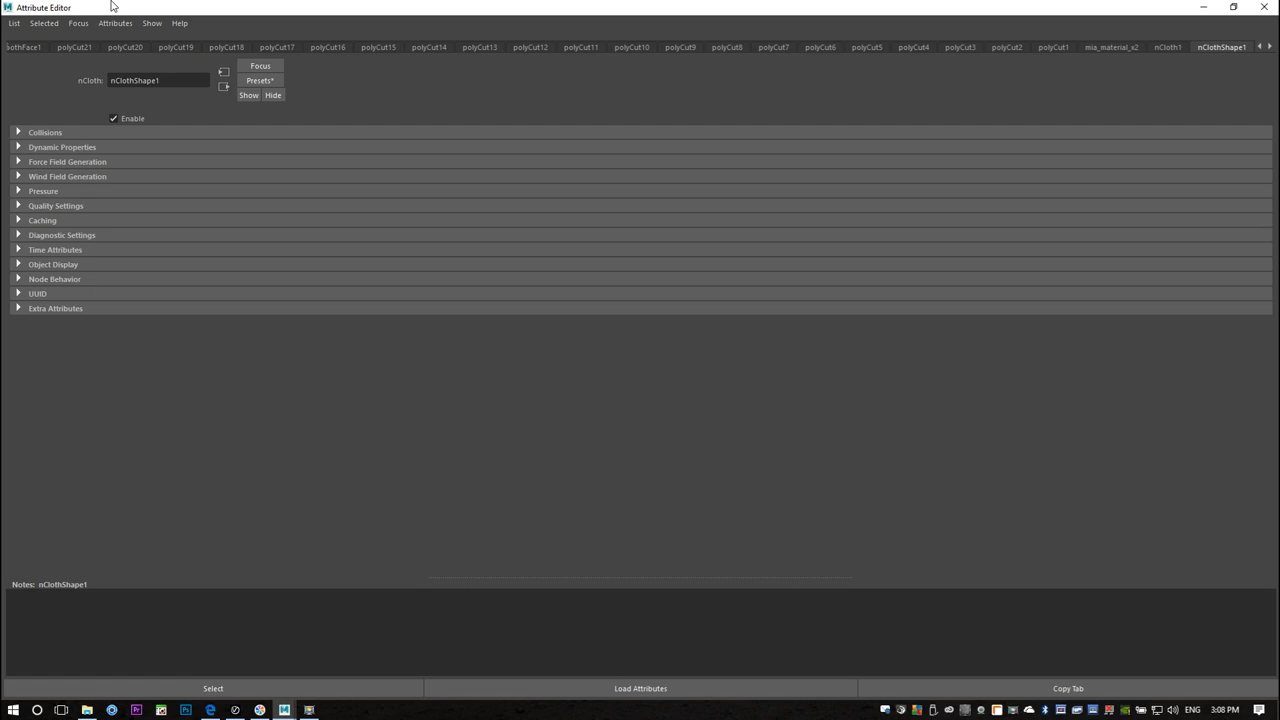 Attribute Editor
List Selected Focus Attributes Show Help
polyCut21 polyCut20 polyCut19 polyCut18 polyCut17 polyCut16 polyCut15 polyCut14 polyCut13 polyCut12 polyCut11 polyCut10 polyCut9 polyCut8 polyCut7 polyCut6 polyCut5 polyCut4 polyCut3 polyCut2 polyCut1 mia_material_x2 nCloth1 nClothShape1
Focus
nCloth: nClothShape1 Presets*
Show Hide
Enable
Collisions
Dynamic Properties
Force Field Generation
Wind Field Generation
Pressure
Quality Settings
Caching
Diagnostic Settings
Time Attributes
Object Display
Node Behavior
UUID
Extra Attributes
Notes: nClothShape1
Select Load Attributes Copy Tab
ENG 3:08 PM